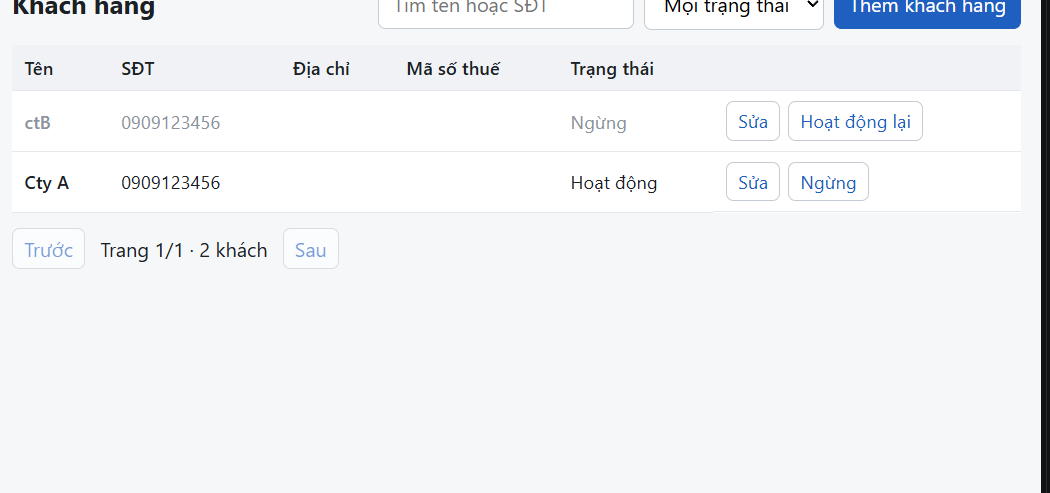 Khách hàng Tìm tên hoặc SĐT Mọi trạng thái Thêm khách hàng
Tên SĐT Địa chỉ Mã số thuế Trạng thái
ctB 0909123456 Ngừng Sửa Hoạt động lại
Cty A 0909123456 Hoạt động Sửa Ngừng
Trước Trang 1/1 · 2 khách Sau